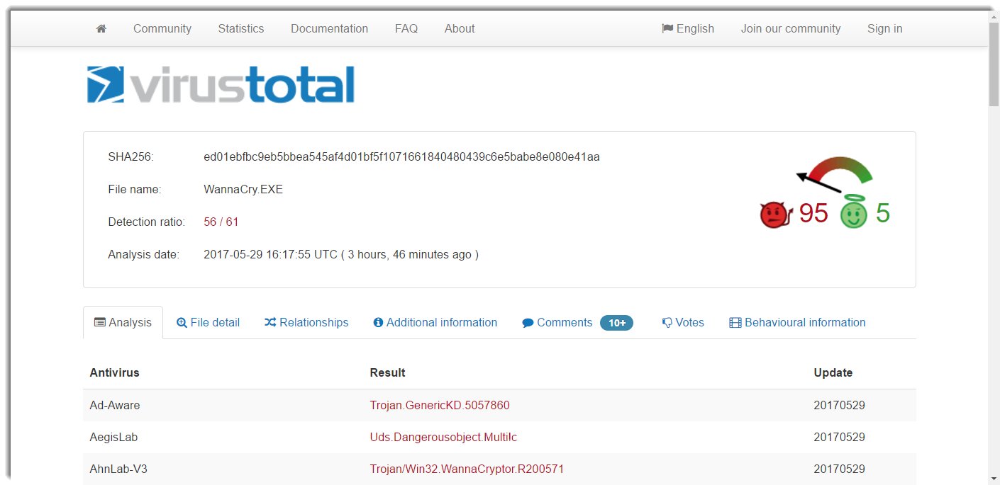 Community Statistics Documentation FAQ About English Join our community Sign in
virustotal
SHA256: ed01ebfbc9eb5bbea545af4d01bf5f1071661840480439c6e5babe8e080e41aa
File name: WannaCry.EXE
Detection ratio: 56 / 61
Analysis date: 2017-05-29 16:17:55 UTC ( 3 hours, 46 minutes ago )
95 5
Analysis File detail Relationships Additional information Comments 10+ Votes Behavioural information
Antivirus Result Update
Ad-Aware Trojan.GenericKD.5057860 20170529
AegisLab Uds.Dangerousobject.Multi!c 20170529
AhnLab-V3 Trojan/Win32.WannaCryptor.R200571 20170529